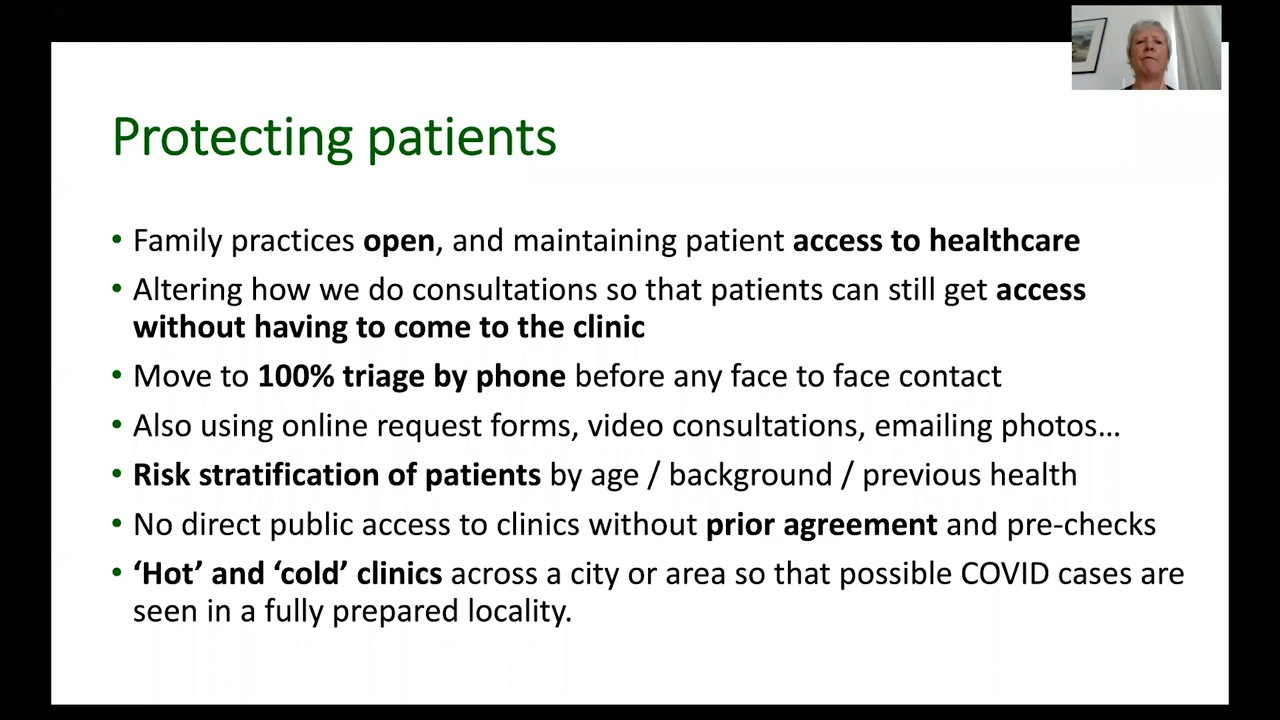 Protecting patients
• Family practices open, and maintaining patient access to healthcare
• Altering how we do consultations so that patients can still get access
without having to come to the clinic
• Move to 100% triage by phone before any face to face contact
• Also using online request forms, video consultations, emailing photos…
• Risk stratification of patients by age / background / previous health
• No direct public access to clinics without prior agreement and pre-checks
• ‘Hot’ and ‘cold’ clinics across a city or area so that possible COVID cases are
seen in a fully prepared locality.